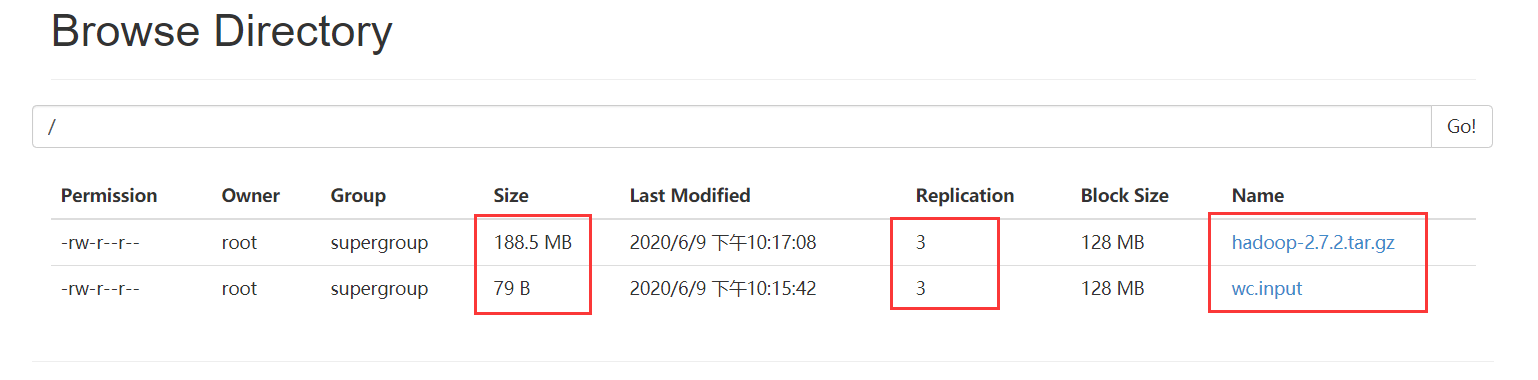 Browse Directory
/ Go!
Permission Owner Group Size Last Modified Replication Block Size Name
-rw-r--r-- root supergroup 188.5 MB 2020/6/9 下午10:17:08 3 128 MB hadoop-2.7.2.tar.gz
-rw-r--r-- root supergroup 79 B 2020/6/9 下午10:15:42 3 128 MB wc.input